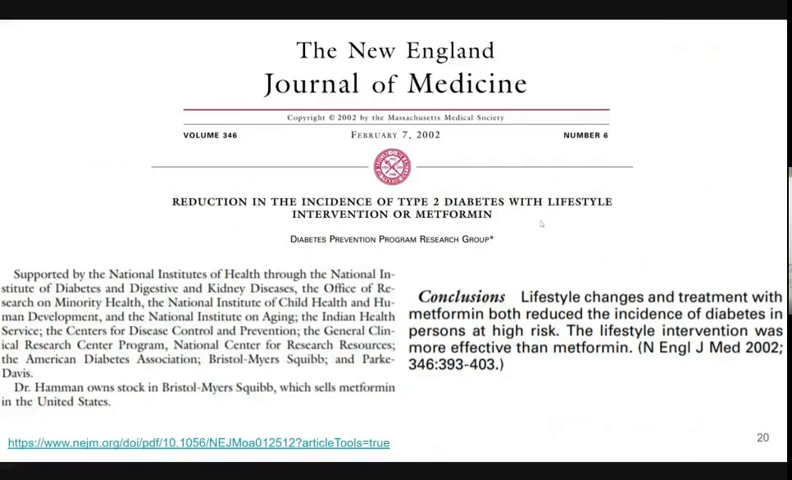 The New England
Journal of Medicine
Copyright © 2002 by the Massachusetts Medical Society
VOLUME 346 FEBRUARY 7, 2002 NUMBER 6
REDUCTION IN THE INCIDENCE OF TYPE 2 DIABETES WITH LIFESTYLE
INTERVENTION OR METFORMIN
DIABETES PREVENTION PROGRAM RESEARCH GROUP*
Supported by the National Institutes of Health through the National In-
stitute of Diabetes and Digestive and Kidney Diseases, the Office of Re-
search on Minority Health, the National Institute of Child Health and Hu-
man Development, and the National Institute on Aging; the Indian Health
Service; the Centers for Disease Control and Prevention; the General Clin-
ical Research Center Program, National Center for Research Resources;
the American Diabetes Association; Bristol-Myers Squibb; and Parke-
Davis.
Dr. Hamman owns stock in Bristol-Myers Squibb, which sells metformin
in the United States.
Conclusions Lifestyle changes and treatment with
metformin both reduced the incidence of diabetes in
persons at high risk. The lifestyle intervention was
more effective than metformin. (N Engl J Med 2002;
346:393-403.)
https://www.nejm.org/doi/pdf/10.1056/NEJMoa012512?articleTools=true
20